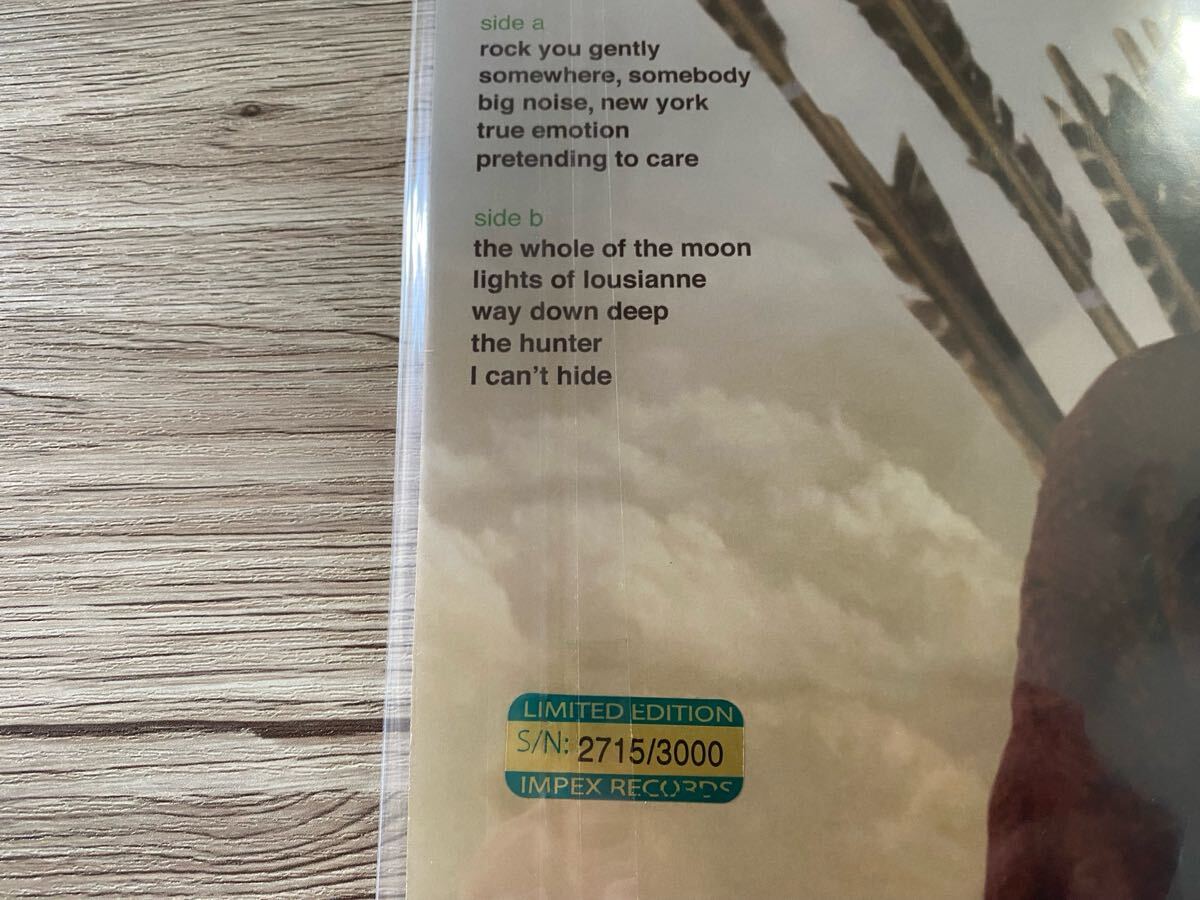 side a
rock you gently
somewhere, somebody
big noise, new york
true emotion
pretending to care
side b
the whole of the moon
lights of lousianne
way down deep
the hunter
I can't hide
LIMITED EDITION
S/N: 2715/3000
IMPEX RECORDS